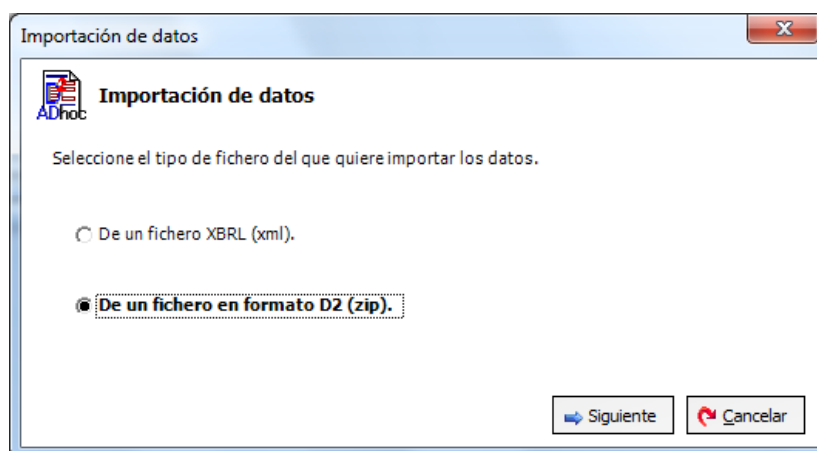 Importación de datos
Importación de datos
ADhoc
Seleccione el tipo de fichero del que quiere importar los datos.
De un fichero XBRL (xml).
De un fichero en formato D2 (zip).
Siguiente
Cancelar